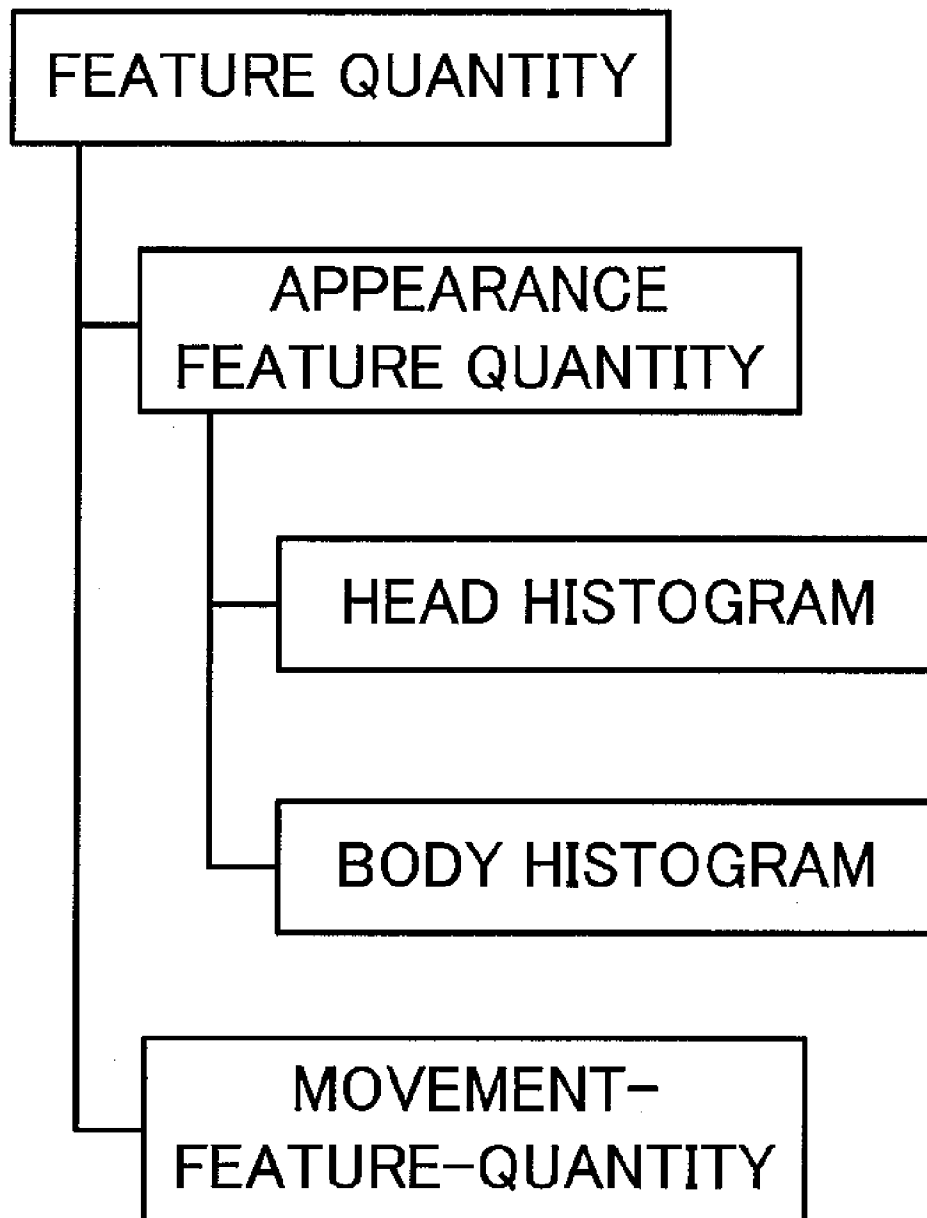 FEATURE QUANTITY
APPEARANCE
FEATURE QUANTITY
HEAD HISTOGRAM
BODY HISTOGRAM
MOVEMENT-
FEATURE-QUANTITY